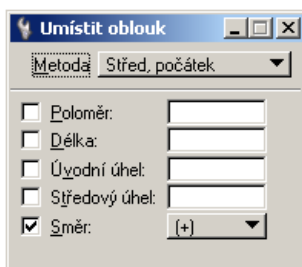 Umístit oblouk
Metoda Střed, počátek
Poloměr:
Délka:
Úvodní úhel:
Středový úhel:
Směr: (+)